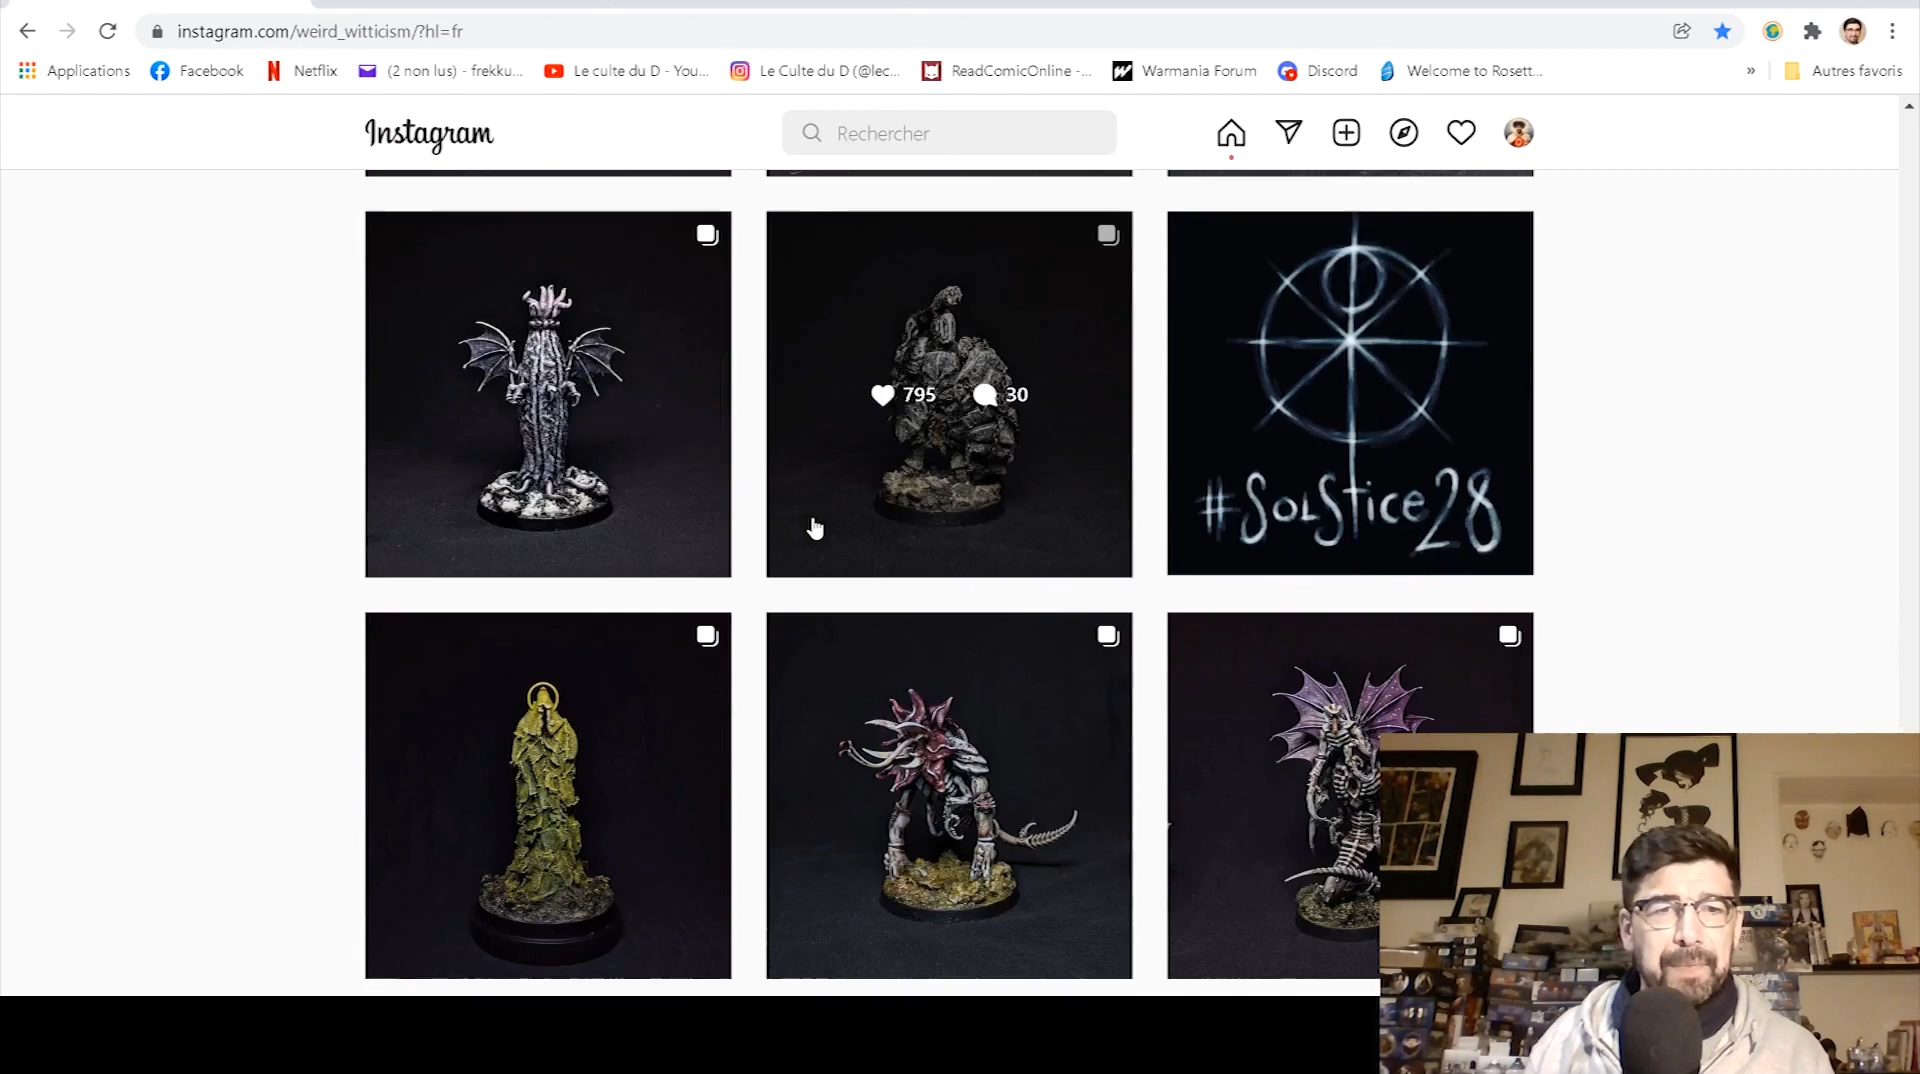 instagram.com/weird_witticism/?hl=fr
Applications Facebook Netflix (2 non lus) - frekku... Le culte du D - You... Le Culte du D (@lec... ReadComicOnline -... Warmania Forum Discord Welcome to Rosett... » Autres favoris
Instagram Rechercher
795 30
#SolStice28